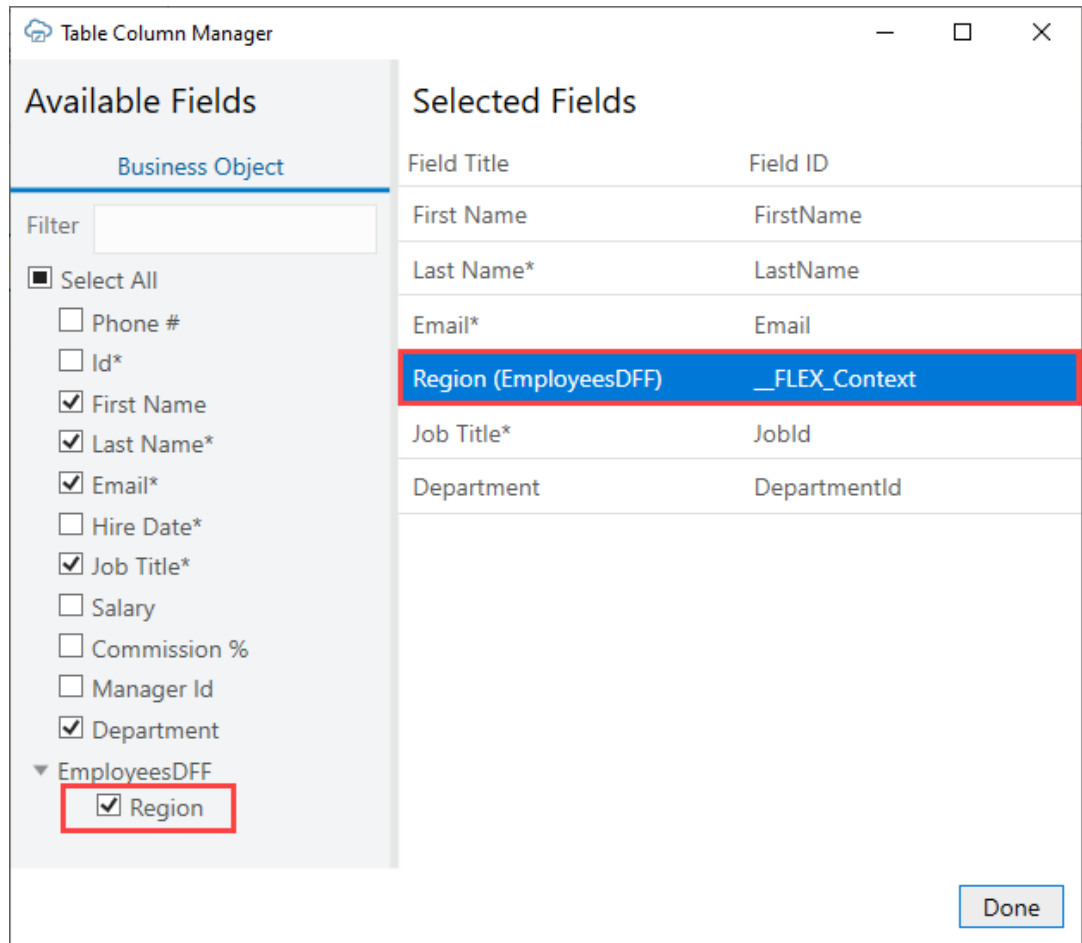 Table Column Manager
Available Fields
Business Object
Filter
Select All
Phone #
Id*
First Name
Last Name*
Email*
Hire Date*
Job Title*
Salary
Commission %
Manager Id
Department
EmployeesDFF
Region
Selected Fields
Field Title Field ID
First Name FirstName
Last Name* LastName
Email* Email
Region (EmployeesDFF) __FLEX_Context
Job Title* JobId
Department DepartmentId
Done